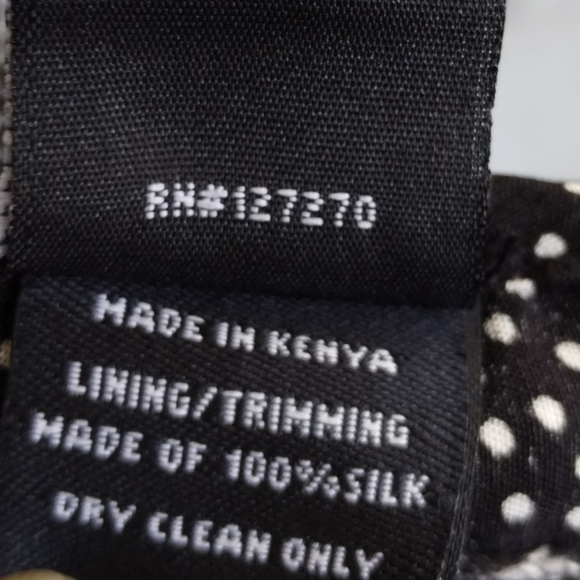 RN#127270
MADE IN KENYA
LINING/TRIMMING
MADE OF 100%SILK
DRY CLEAN ONLY